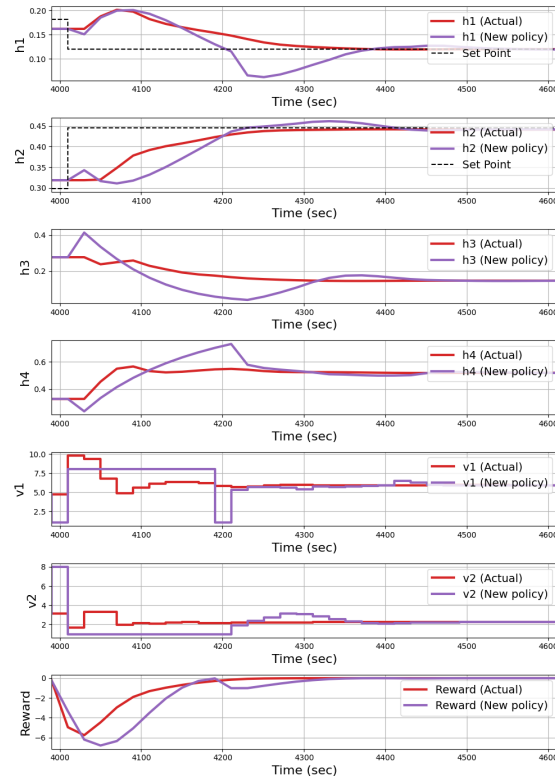 0.20
0.15
0.10
h1
h1 (Actual)
h1 (New policy)
Set Point
4000 4100 4200 4300 4400 4500 4600
Time (sec)
0.45
0.40
0.35
0.30
h2
h2 (Actual)
h2 (New policy)
Set Point
4000 4100 4200 4300 4400 4500 4600
Time (sec)
0.4
0.2
h3
h3 (Actual)
h3 (New policy)
4000 4100 4200 4300 4400 4500 4600
Time (sec)
0.6
0.4
h4
h4 (Actual)
h4 (New policy)
4000 4100 4200 4300 4400 4500 4600
Time (sec)
10.0
7.5
5.0
2.5
v1
v1 (Actual)
v1 (New policy)
4000 4100 4200 4300 4400 4500 4600
Time (sec)
8
6
4
2
v2
v2 (Actual)
v2 (New policy)
4000 4100 4200 4300 4400 4500 4600
Time (sec)
0
−2
−4
−6
Reward
Reward (Actual)
Reward (New policy)
4000 4100 4200 4300 4400 4500 4600
Time (sec)